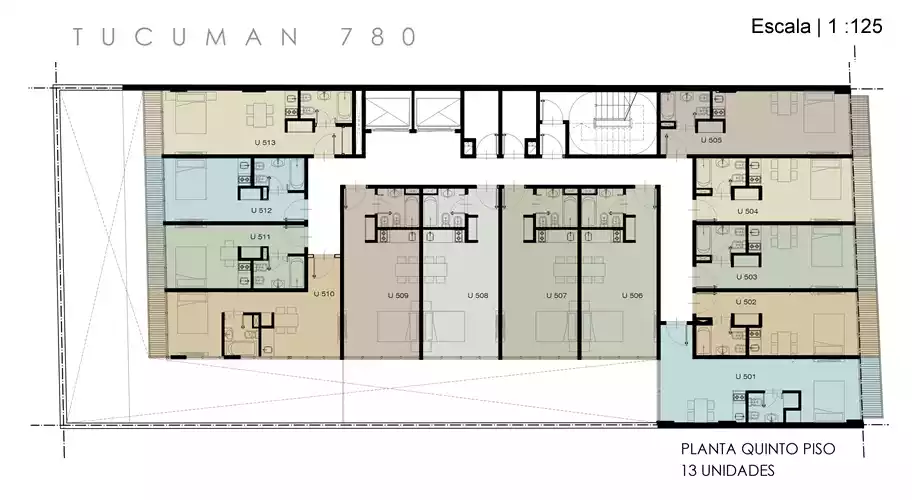 TUCUMAN 780
Escala | 1 :125
U 513
U 505
U 512
U 504
U 511
U 503
U 510
U 509
U 508
U 507
U 506
U 502
U 501
PLANTA QUINTO PISO
13 UNIDADES